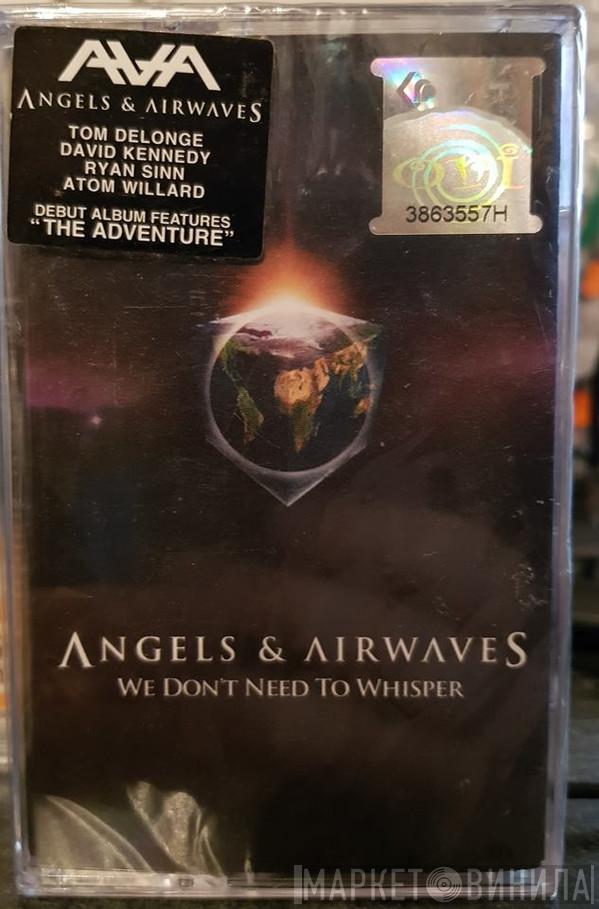 AVA
ANGELS & AIRWAVES
TOM DELONGE
DAVID KENNEDY
RYAN SINN
ATOM WILLARD
DEBUT ALBUM FEATURES
"THE ADVENTURE"
3863557H
ANGELS & AIRWAVES
WE DON'T NEED TO WHISPER
МАРКЕТ ВИНИЛА